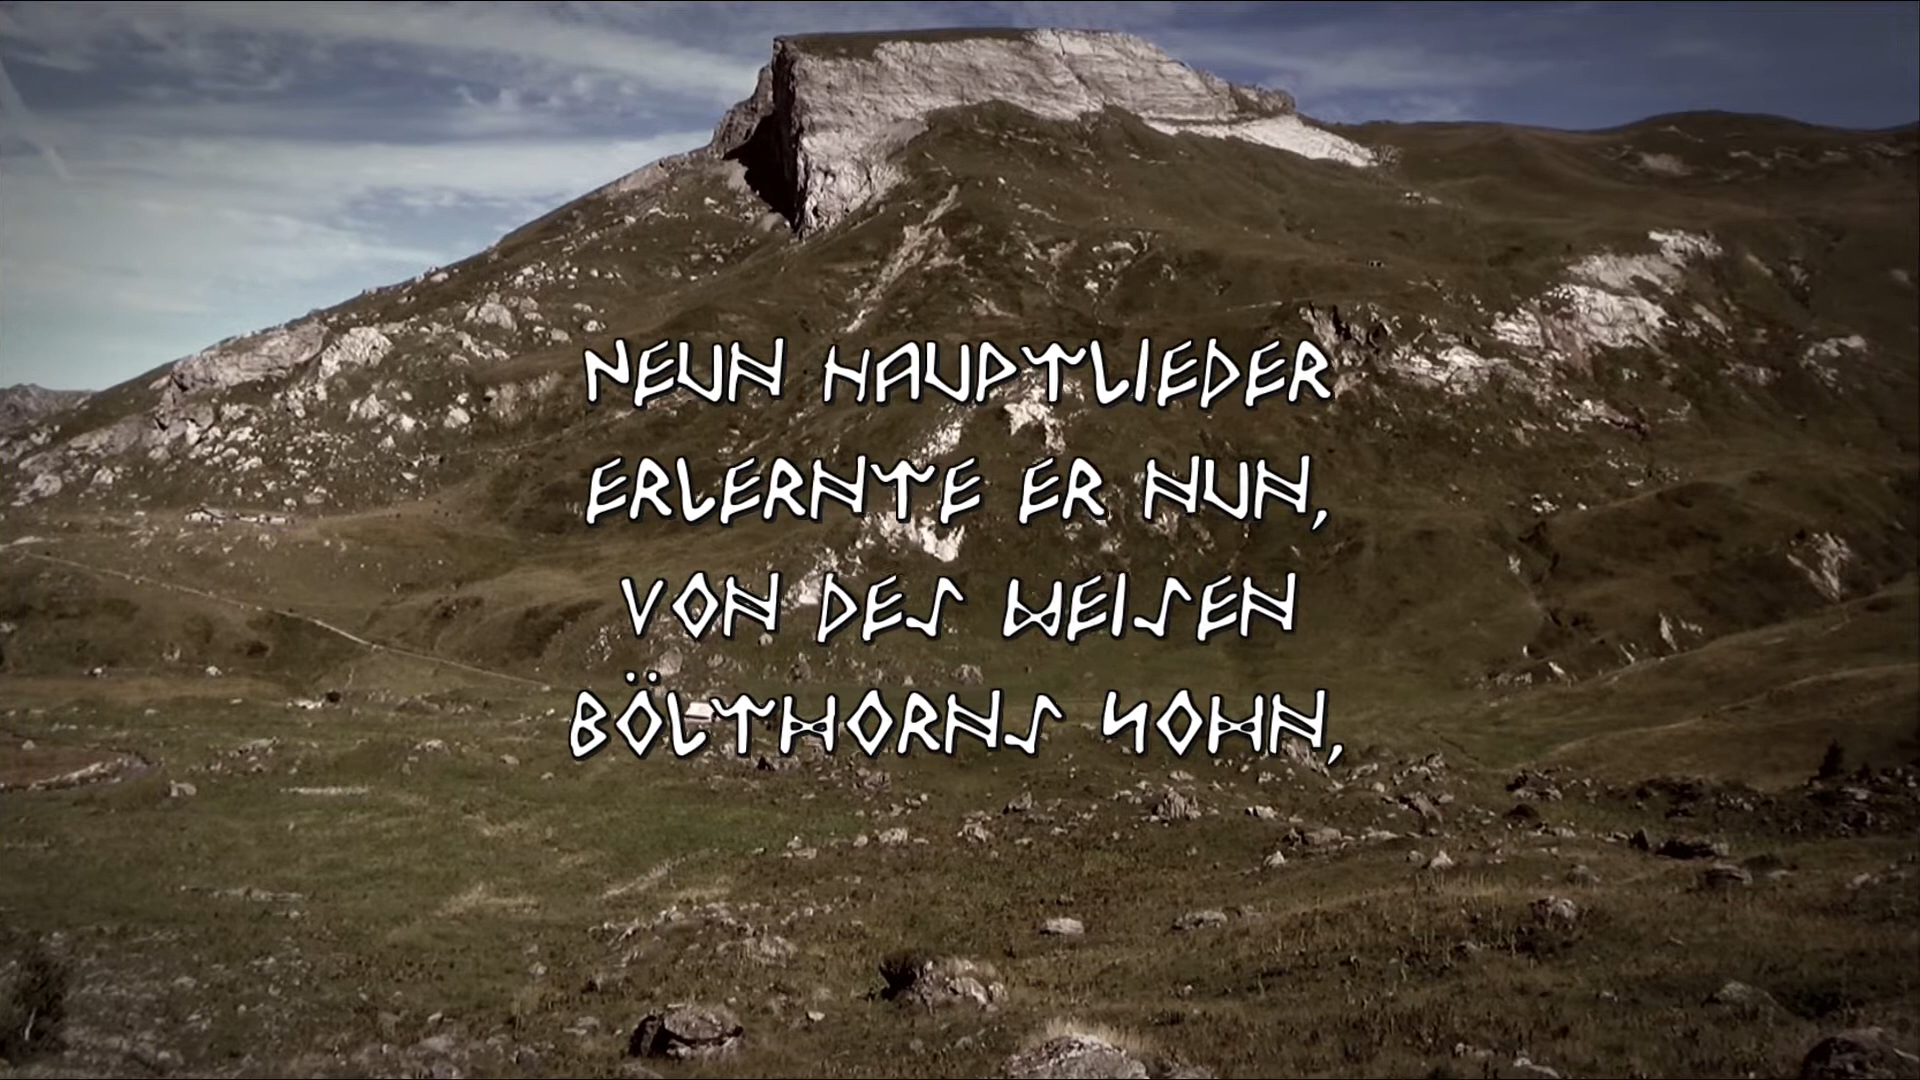 NEUN HAUPTLIEDER
ERLERNTE ER NUN,
VON DES WEISEN
BÖLTHORNS SOHN,